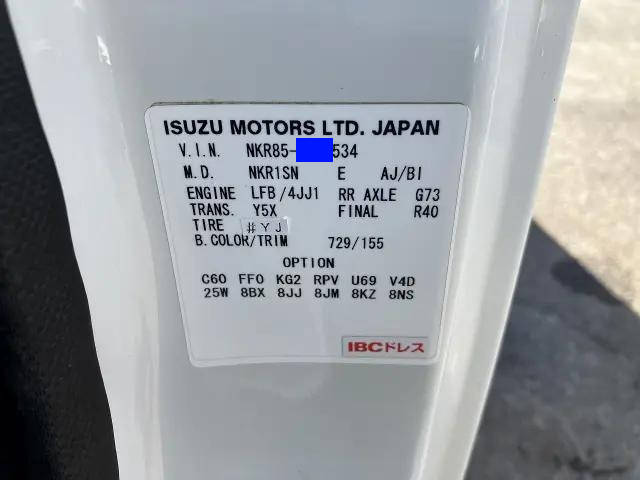 ISUZU MOTORS LTD. JAPAN
V.I.N. NKR85- 534
M.D. NKR1SN E AJ/BI
ENGINE LFB/4JJ1 RR AXLE G73
TRANS. Y5X FINAL R40
TIRE #YJ
B.COLOR/TRIM 729/155
OPTION
C60 FF0 KG2 RPV U69 V4D
25W 8BX 8JJ 8JM 8KZ 8NS
IBCドレス